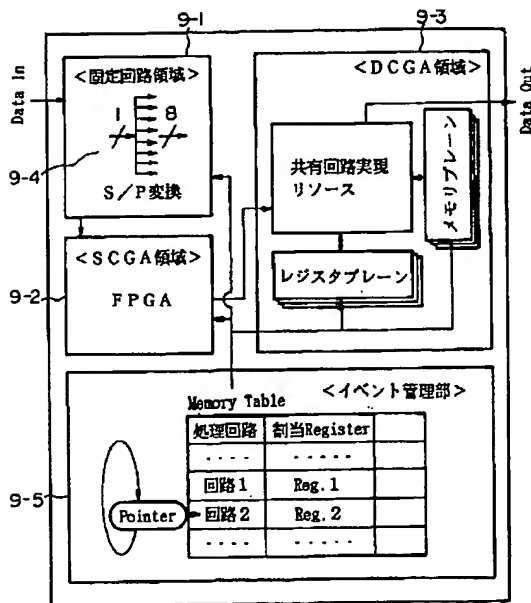 9-1
9-3
Data In
<固定回路領域>
1
8
9-4
S/P変換
<DCGA領域>
Data Out
共有回路実現
リソース
メモリプレーン
レジスタプレーン
<SCGA領域>
FPGA
9-2
<イベント管理部>
Memory Table
処理回路 割当Register
---- -----
回路1 Reg.1
9-5
Pointer
回路2 Reg.2
---- -----